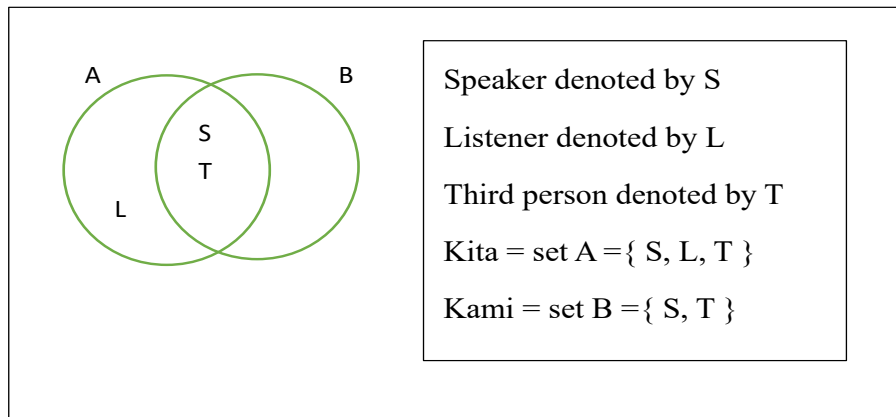 A
B
S
T
L
Speaker denoted by S
Listener denoted by L
Third person denoted by T
Kita = set A ={ S, L, T }
Kami = set B ={ S, T }